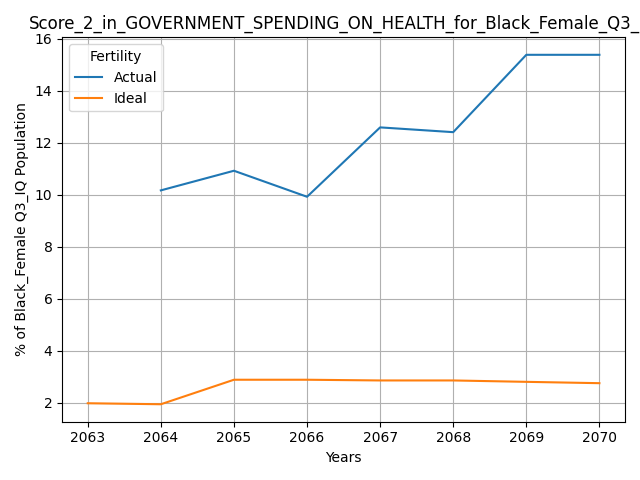 Score_2_in_GOVERNMENT_SPENDING_ON_HEALTH_for_Black_Female_Q3_
Fertility
Actual
Ideal
% of Black_Female Q3_IQ Population
16
14
12
10
8
6
4
2
2063 2064 2065 2066 2067 2068 2069 2070
Years